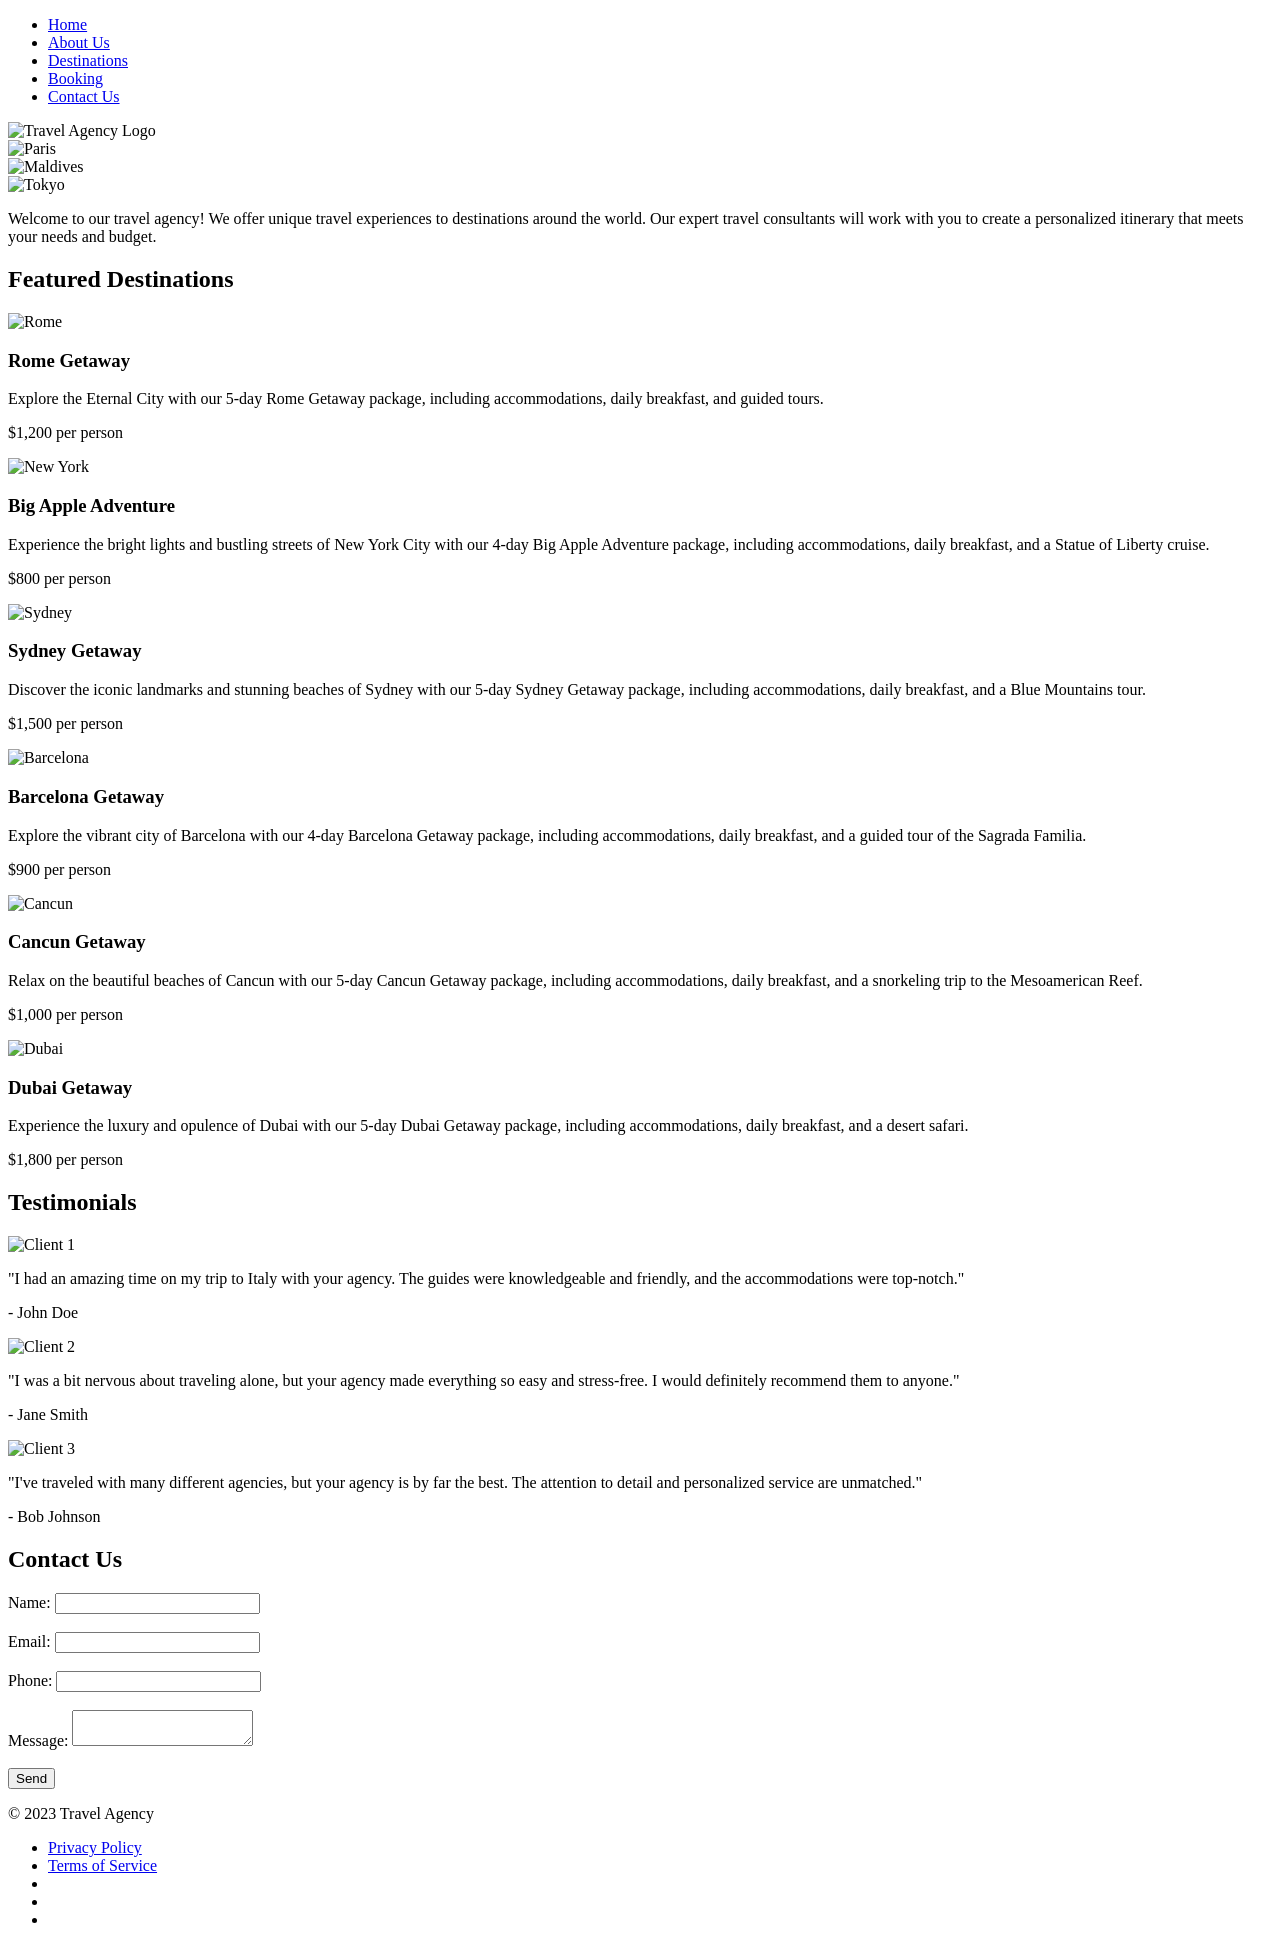 Home
About Us
Destinations
Booking
Contact Us
Travel Agency Logo
Paris
Maldives
Tokyo
Welcome to our travel agency! We offer unique travel experiences to destinations around the world. Our expert travel consultants will work with you to create a personalized itinerary that meets
your needs and budget.
Featured Destinations
Rome
Rome Getaway
Explore the Eternal City with our 5-day Rome Getaway package, including accommodations, daily breakfast, and guided tours.
$1,200 per person
New York
Big Apple Adventure
Experience the bright lights and bustling streets of New York City with our 4-day Big Apple Adventure package, including accommodations, daily breakfast, and a Statue of Liberty cruise.
$800 per person
Sydney
Sydney Getaway
Discover the iconic landmarks and stunning beaches of Sydney with our 5-day Sydney Getaway package, including accommodations, daily breakfast, and a Blue Mountains tour.
$1,500 per person
Barcelona
Barcelona Getaway
Explore the vibrant city of Barcelona with our 4-day Barcelona Getaway package, including accommodations, daily breakfast, and a guided tour of the Sagrada Familia.
$900 per person
Cancun
Cancun Getaway
Relax on the beautiful beaches of Cancun with our 5-day Cancun Getaway package, including accommodations, daily breakfast, and a snorkeling trip to the Mesoamerican Reef.
$1,000 per person
Dubai
Dubai Getaway
Experience the luxury and opulence of Dubai with our 5-day Dubai Getaway package, including accommodations, daily breakfast, and a desert safari.
$1,800 per person
Testimonials
Client 1
"I had an amazing time on my trip to Italy with your agency. The guides were knowledgeable and friendly, and the accommodations were top-notch."
- John Doe
Client 2
"I was a bit nervous about traveling alone, but your agency made everything so easy and stress-free. I would definitely recommend them to anyone."
- Jane Smith
Client 3
"I've traveled with many different agencies, but your agency is by far the best. The attention to detail and personalized service are unmatched."
- Bob Johnson
Contact Us
Name:
Email:
Phone:
Message:
Send
© 2023 Travel Agency
Privacy Policy
Terms of Service